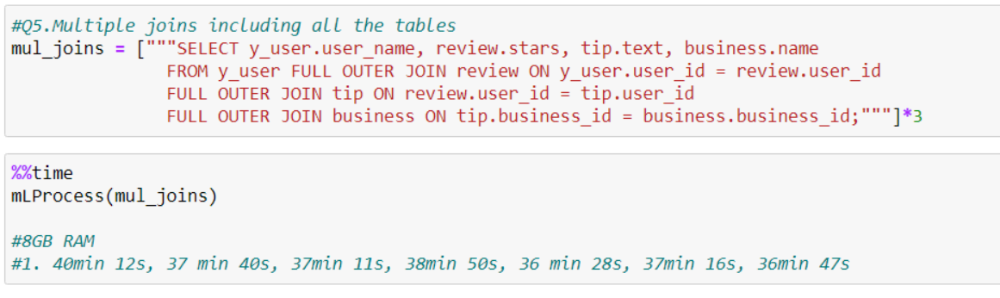 #Q5.Multiple joins including all the tables
mul_joins = ["""SELECT y_user.user_name, review.stars, tip.text, business.name
FROM y_user FULL OUTER JOIN review ON y_user.user_id = review.user_id
FULL OUTER JOIN tip ON review.user_id = tip.user_id
FULL OUTER JOIN business ON tip.business_id = business.business_id;"""]*3
%%time
mLProcess(mul_joins)
#8GB RAM
#1. 40min 12s, 37 min 40s, 37min 11s, 38min 50s, 36 min 28s, 37min 16s, 36min 47s